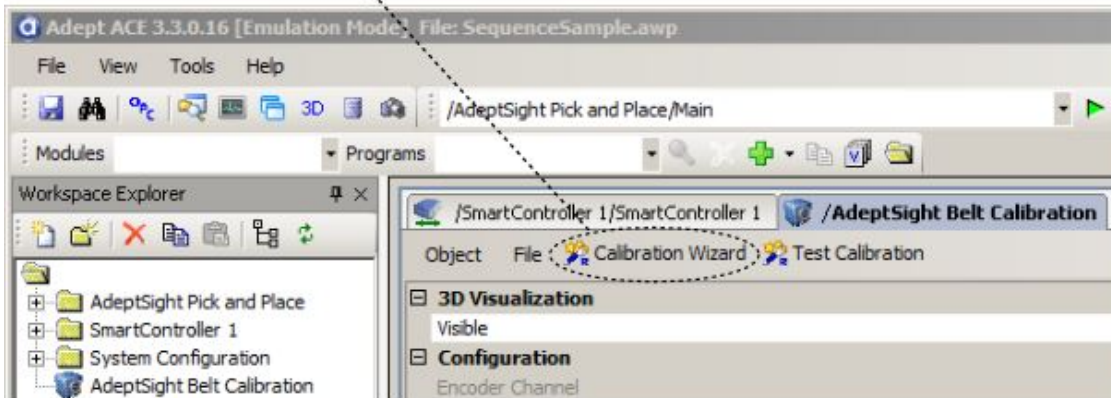 Adept ACE 3.3.0.16 [Emulation Mode] File: SequenceSample.awp
File View Tools Help
OPC 3D /AdeptSight Pick and Place/Main
Modules Programs
Workspace Explorer
/SmartController 1/SmartController 1 /AdeptSight Belt Calibration
Object File Calibration Wizard Test Calibration
AdeptSight Pick and Place
SmartController 1
System Configuration
AdeptSight Belt Calibration
3D Visualization
Visible
Configuration
Encoder Channel